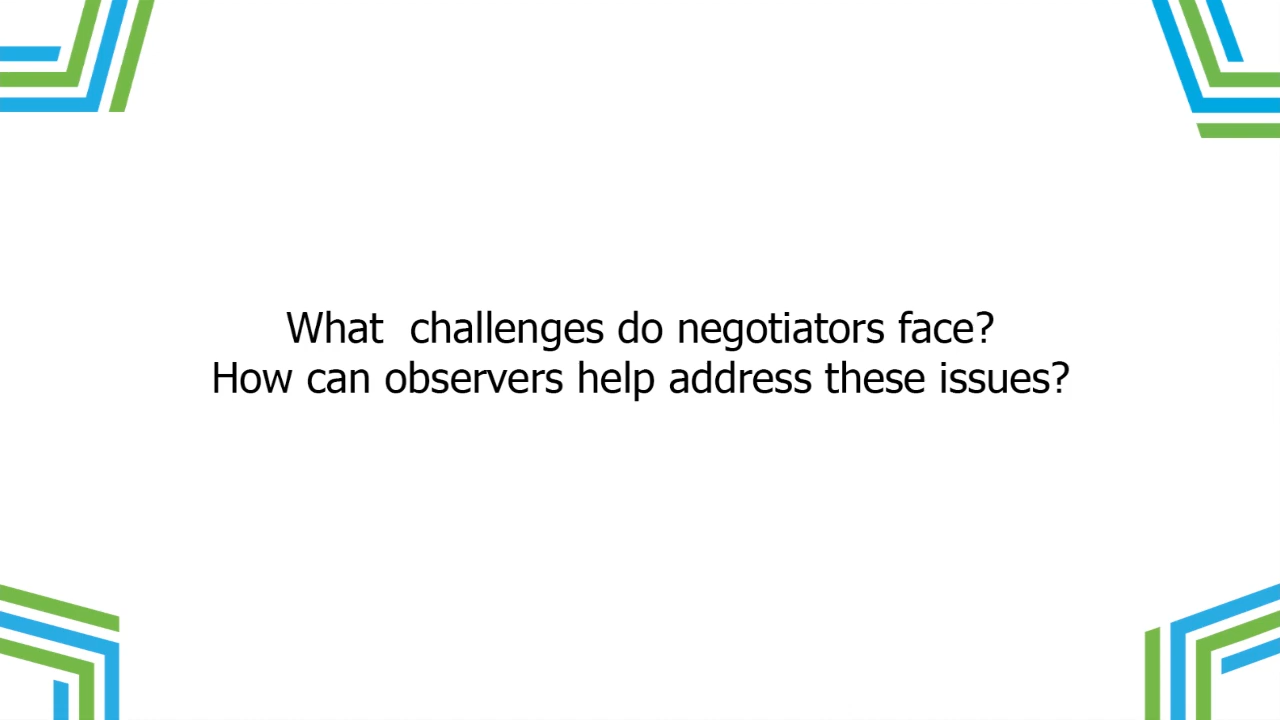 What  challenges do negotiators face?
How can observers help address these issues?